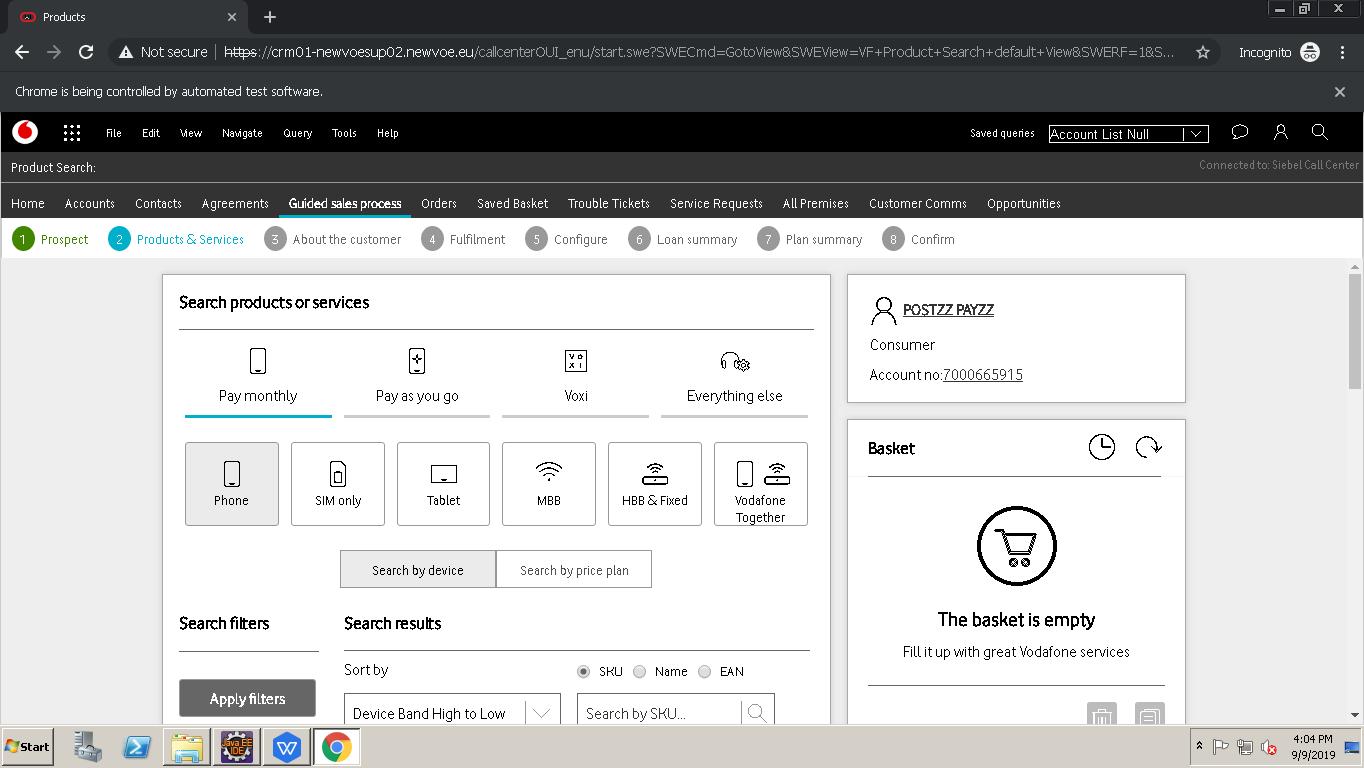 Products
Not secure | https://crm01-newvoesup02.newvoe.eu/callcenterOUI_enu/start.swe?SWECmd=GotoView&SWEView=VF+Product+Search+default+View&SWERF=1&S...
Incognito
Chrome is being controlled by automated test software.
File Edit View Navigate Query Tools Help
Saved queries Account List Null
Product Search:
Connected to: Siebel Call Center
Home Accounts Contacts Agreements Guided sales process Orders Saved Basket Trouble Tickets Service Requests All Premises Customer Comms Opportunities
1 Prospect 2 Products & Services 3 About the customer 4 Fulfilment 5 Configure 6 Loan summary 7 Plan summary 8 Confirm
Search products or services
VO
XI
Pay monthly Pay as you go Voxi Everything else
Phone SIM only Tablet MBB HBB & Fixed Vodafone
Together
Search by device Search by price plan
Search filters
Apply filters
Search results
Sort by
SKU Name EAN
Device Band High to Low
Search by SKU...
POSTZZ PAYZZ
Consumer
Account no:7000665915
Basket
The basket is empty
Fill it up with great Vodafone services
Start
Java EE
IDE
W
4:04 PM
9/9/2019